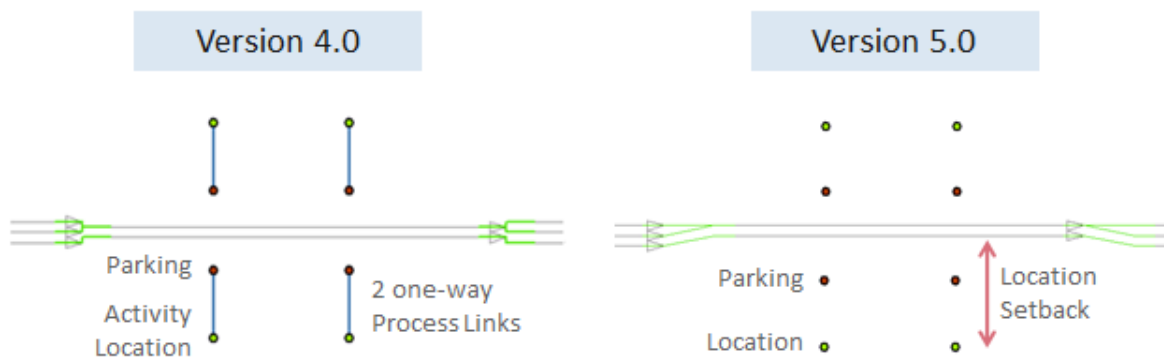 Version 4.0
Version 5.0
Parking
Activity
Location
2 one-way
Process Links
Parking
Location
Location
Setback